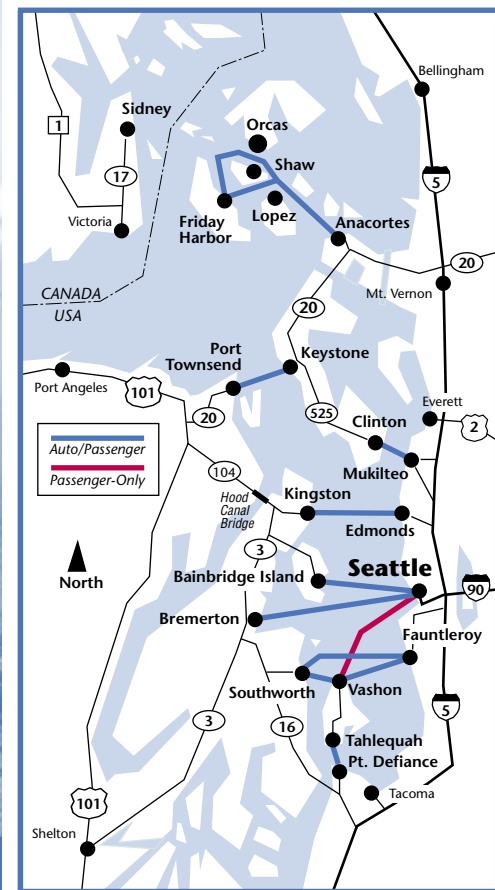 Bellingham
Sidney
1
Orcas
Shaw
17
5
Friday
Harbor
Lopez
Victoria
Anacortes
20
CANADA
USA
Mt. Vernon
20
Port
Townsend
Keystone
Port Angeles
101
20
525
Everett
Clinton
2
Auto/Passenger
Passenger-Only
104
Mukilteo
Hood
Canal
Bridge
Kingston
Edmonds
North
3
Bainbridge Island
Seattle
90
Bremerton
Fauntleroy
Southworth
Vashon
3
16
5
Tahlequah
Pt. Defiance
101
Tacoma
Shelton